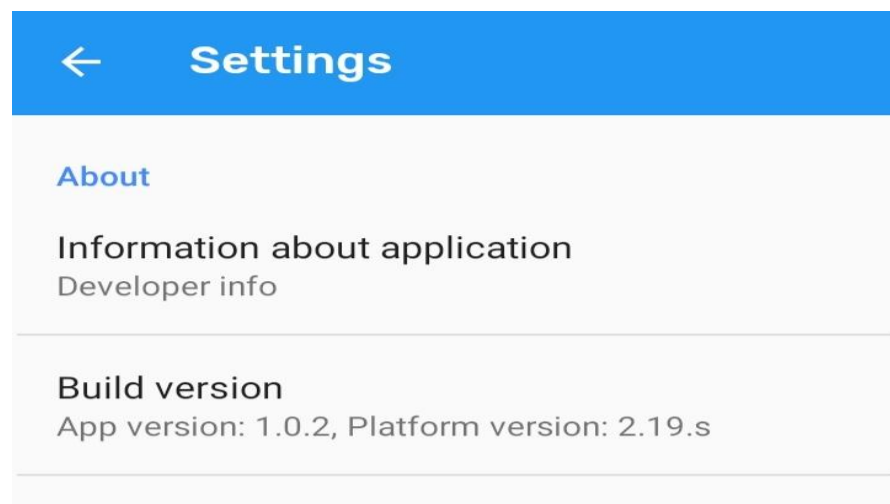 Settings
About
Information about application
Developer info
Build version
App version: 1.0.2, Platform version: 2.19.s